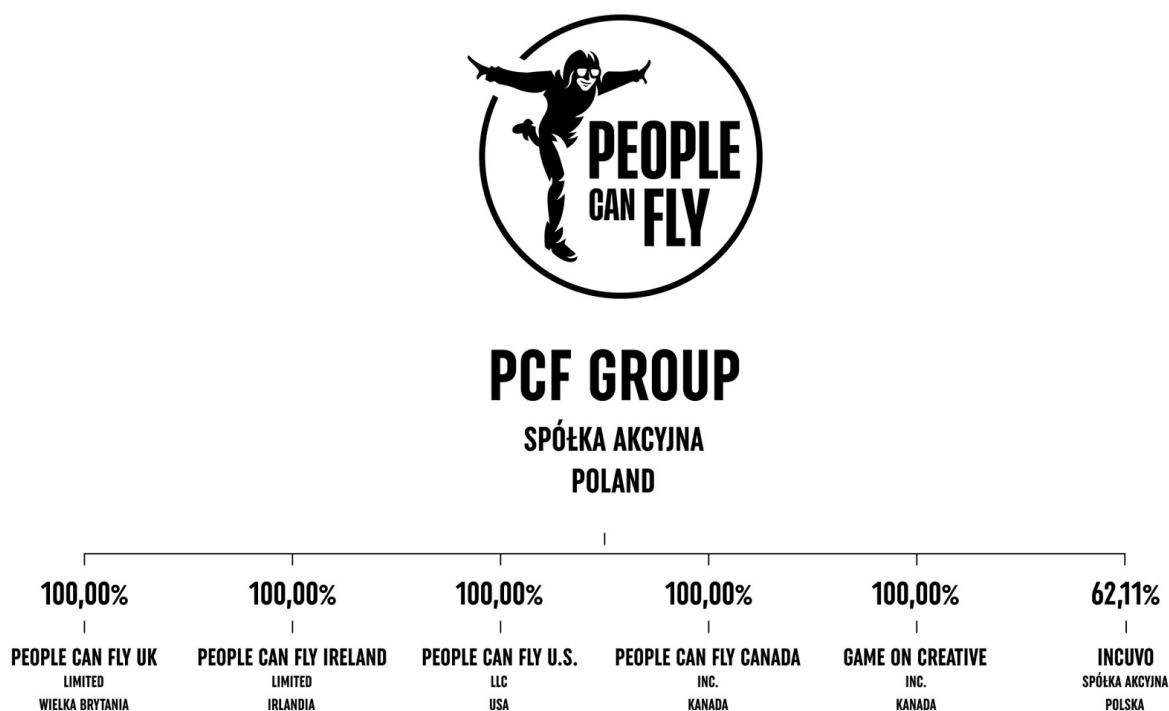 PEOPLE
CAN FLY
PCF GROUP
SPÓŁKA AKCYJNA
POLAND
100,00% 100,00% 100,00% 100,00% 100,00% 62,11%
PEOPLE CAN FLY UK PEOPLE CAN FLY IRELAND PEOPLE CAN FLY U.S. PEOPLE CAN FLY CANADA GAME ON CREATIVE INCUVO
LIMITED LIMITED LLC INC. INC. SPÓŁKA AKCYJNA
WIELKA BRYTANIA IRLANDIA USA KANADA KANADA POLSKA